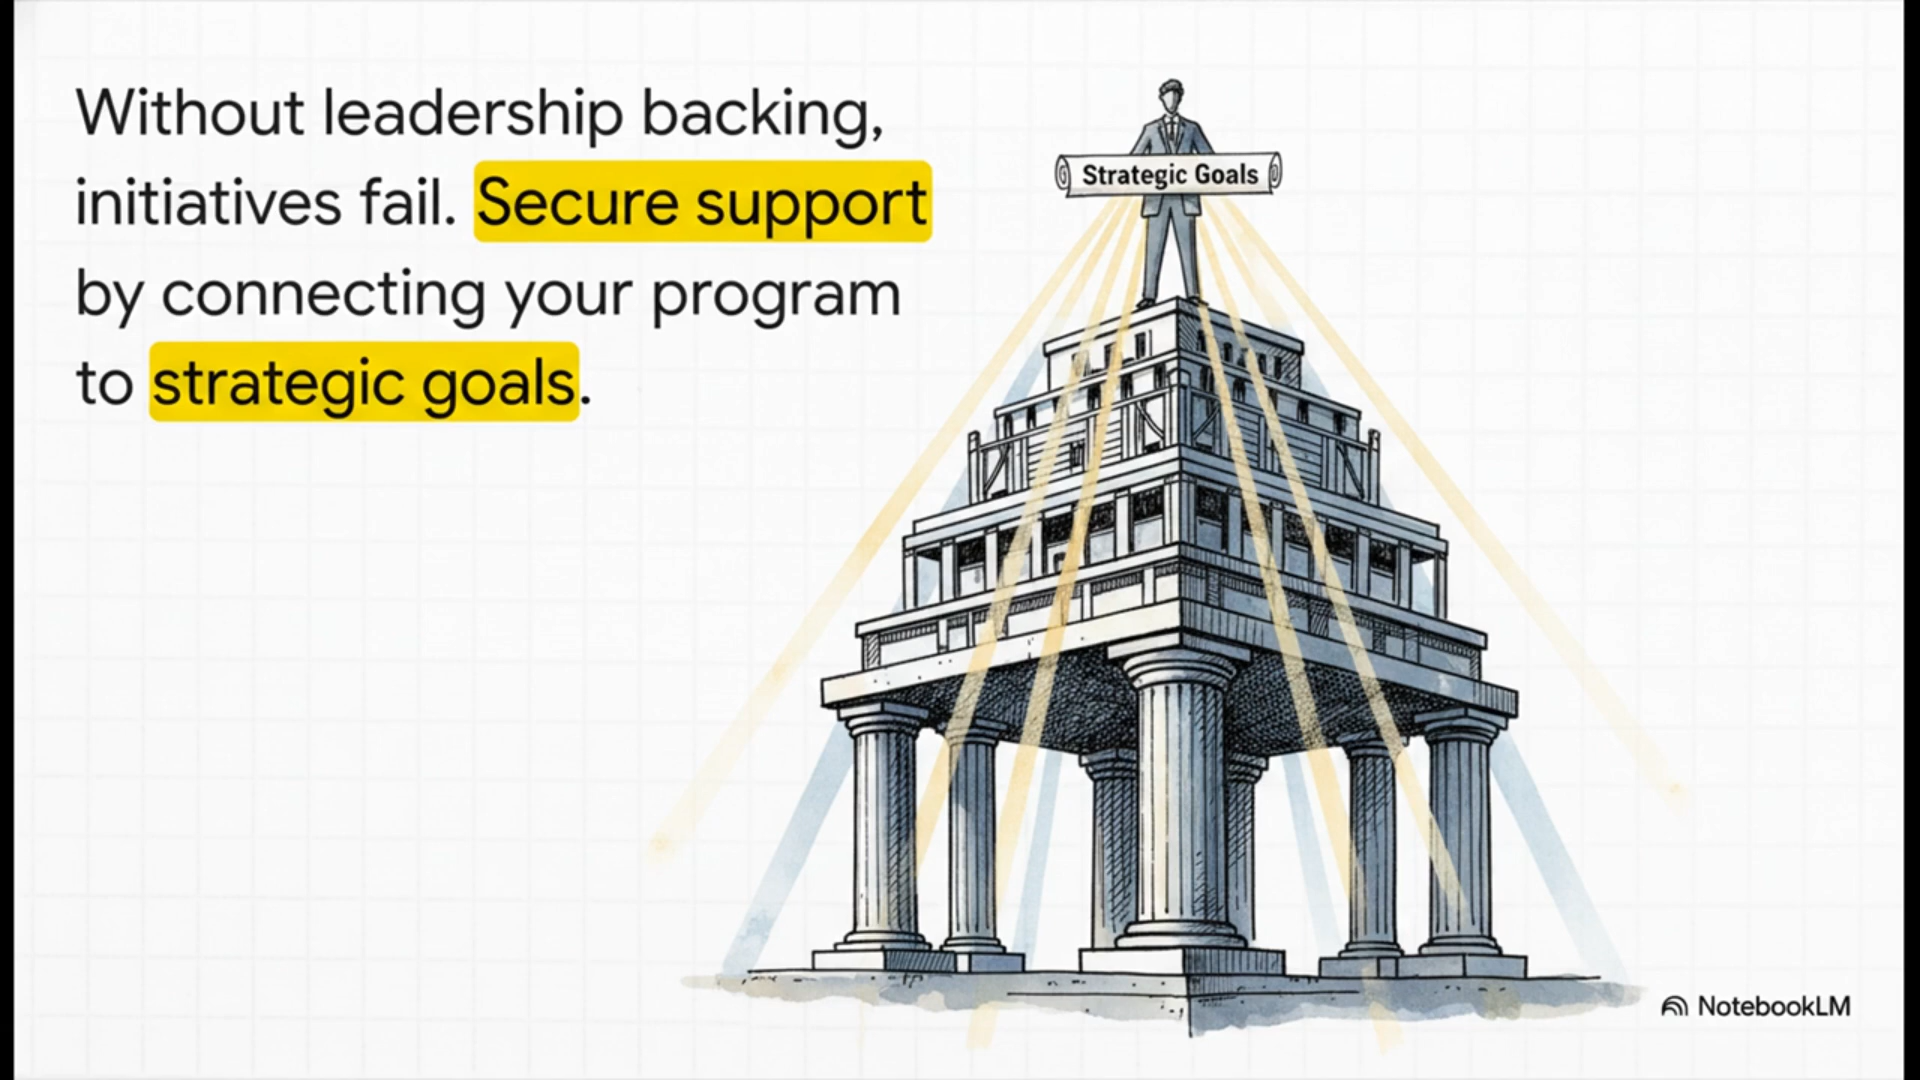 Without leadership backing,
initiatives fail. Secure support
by connecting your program
to strategic goals.
Strategic Goals
NotebookLM